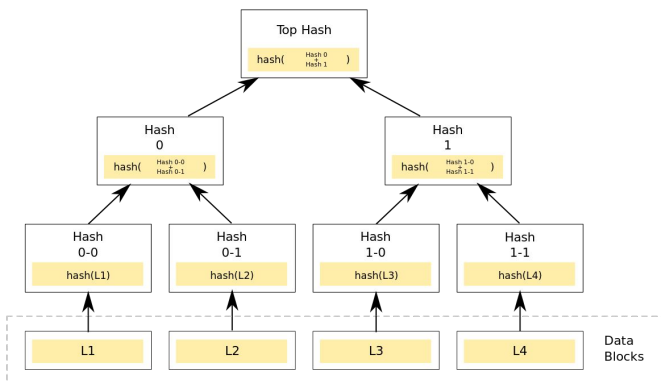 Top Hash
hash( Hash 0 + Hash 1 )
Hash
0
hash( Hash 0-0 + Hash 0-1 )
Hash
1
hash( Hash 1-0 + Hash 1-1 )
Hash
0-0
hash(L1)
Hash
0-1
hash(L2)
Hash
1-0
hash(L3)
Hash
1-1
hash(L4)
L1
L2
L3
L4
Data
Blocks